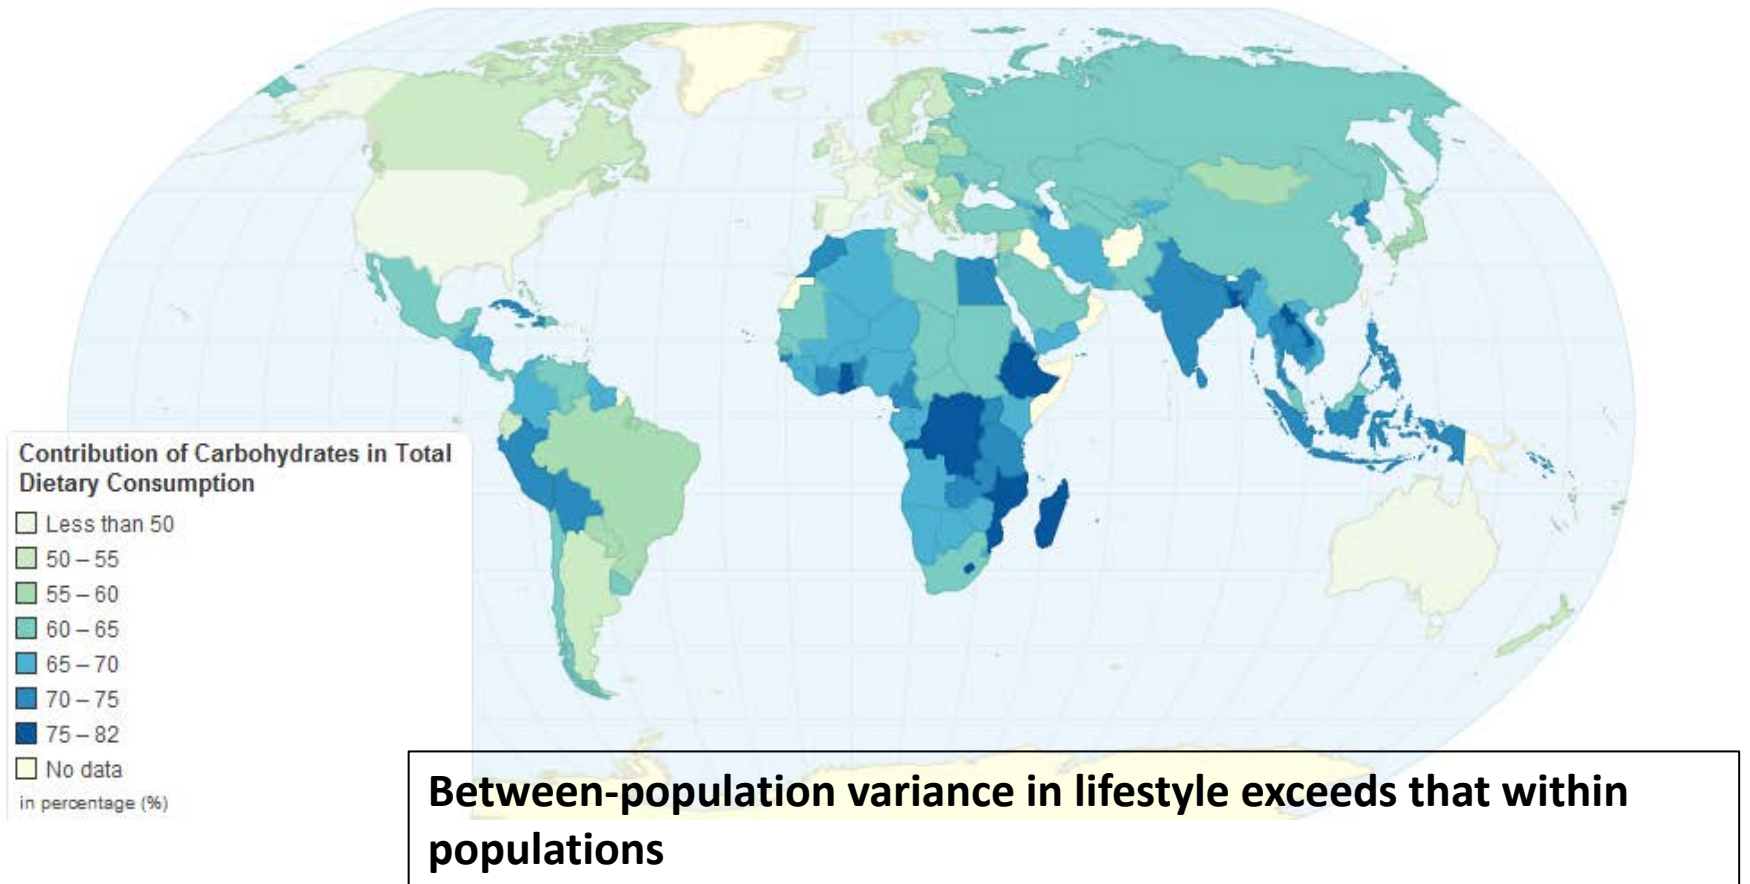 Contribution of Carbohydrates in Total
Dietary Consumption
Less than 50
50 – 55
55 – 60
60 – 65
65 – 70
70 – 75
75 – 82
No data
in percentage (%)
Between-population variance in lifestyle exceeds that within
populations